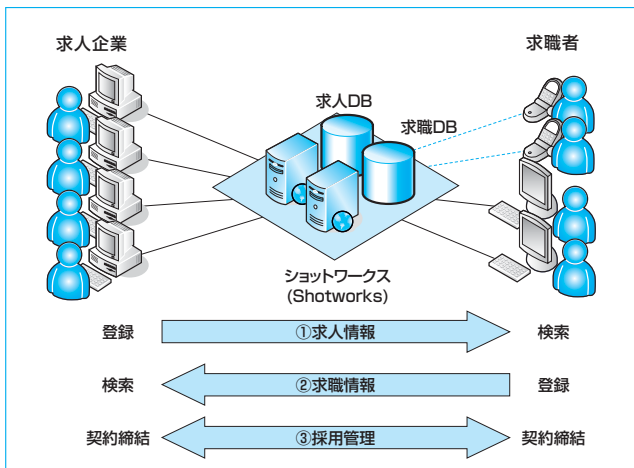 求人企業
求職者
求人DB
求職DB
ショットワークス
(Shotworks)
登録
①求人情報
検索
検索
②求職情報
登録
契約締結
③採用管理
契約締結